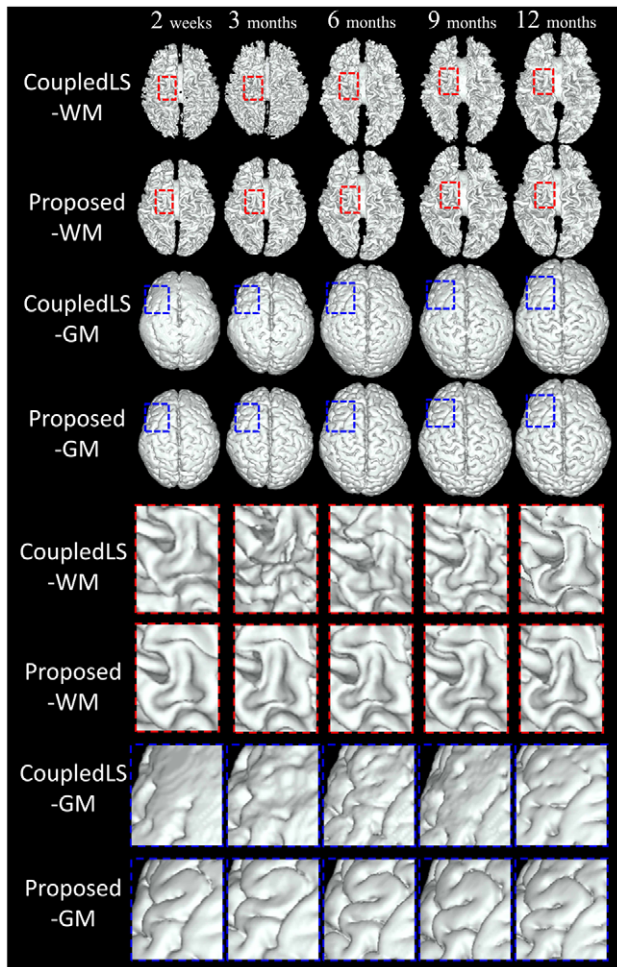 2 weeks 3 months 6 months 9 months 12 months
CoupledLS
-WM
Proposed
-WM
CoupledLS
-GM
Proposed
-GM
CoupledLS
-WM
Proposed
-WM
CoupledLS
-GM
Proposed
-GM